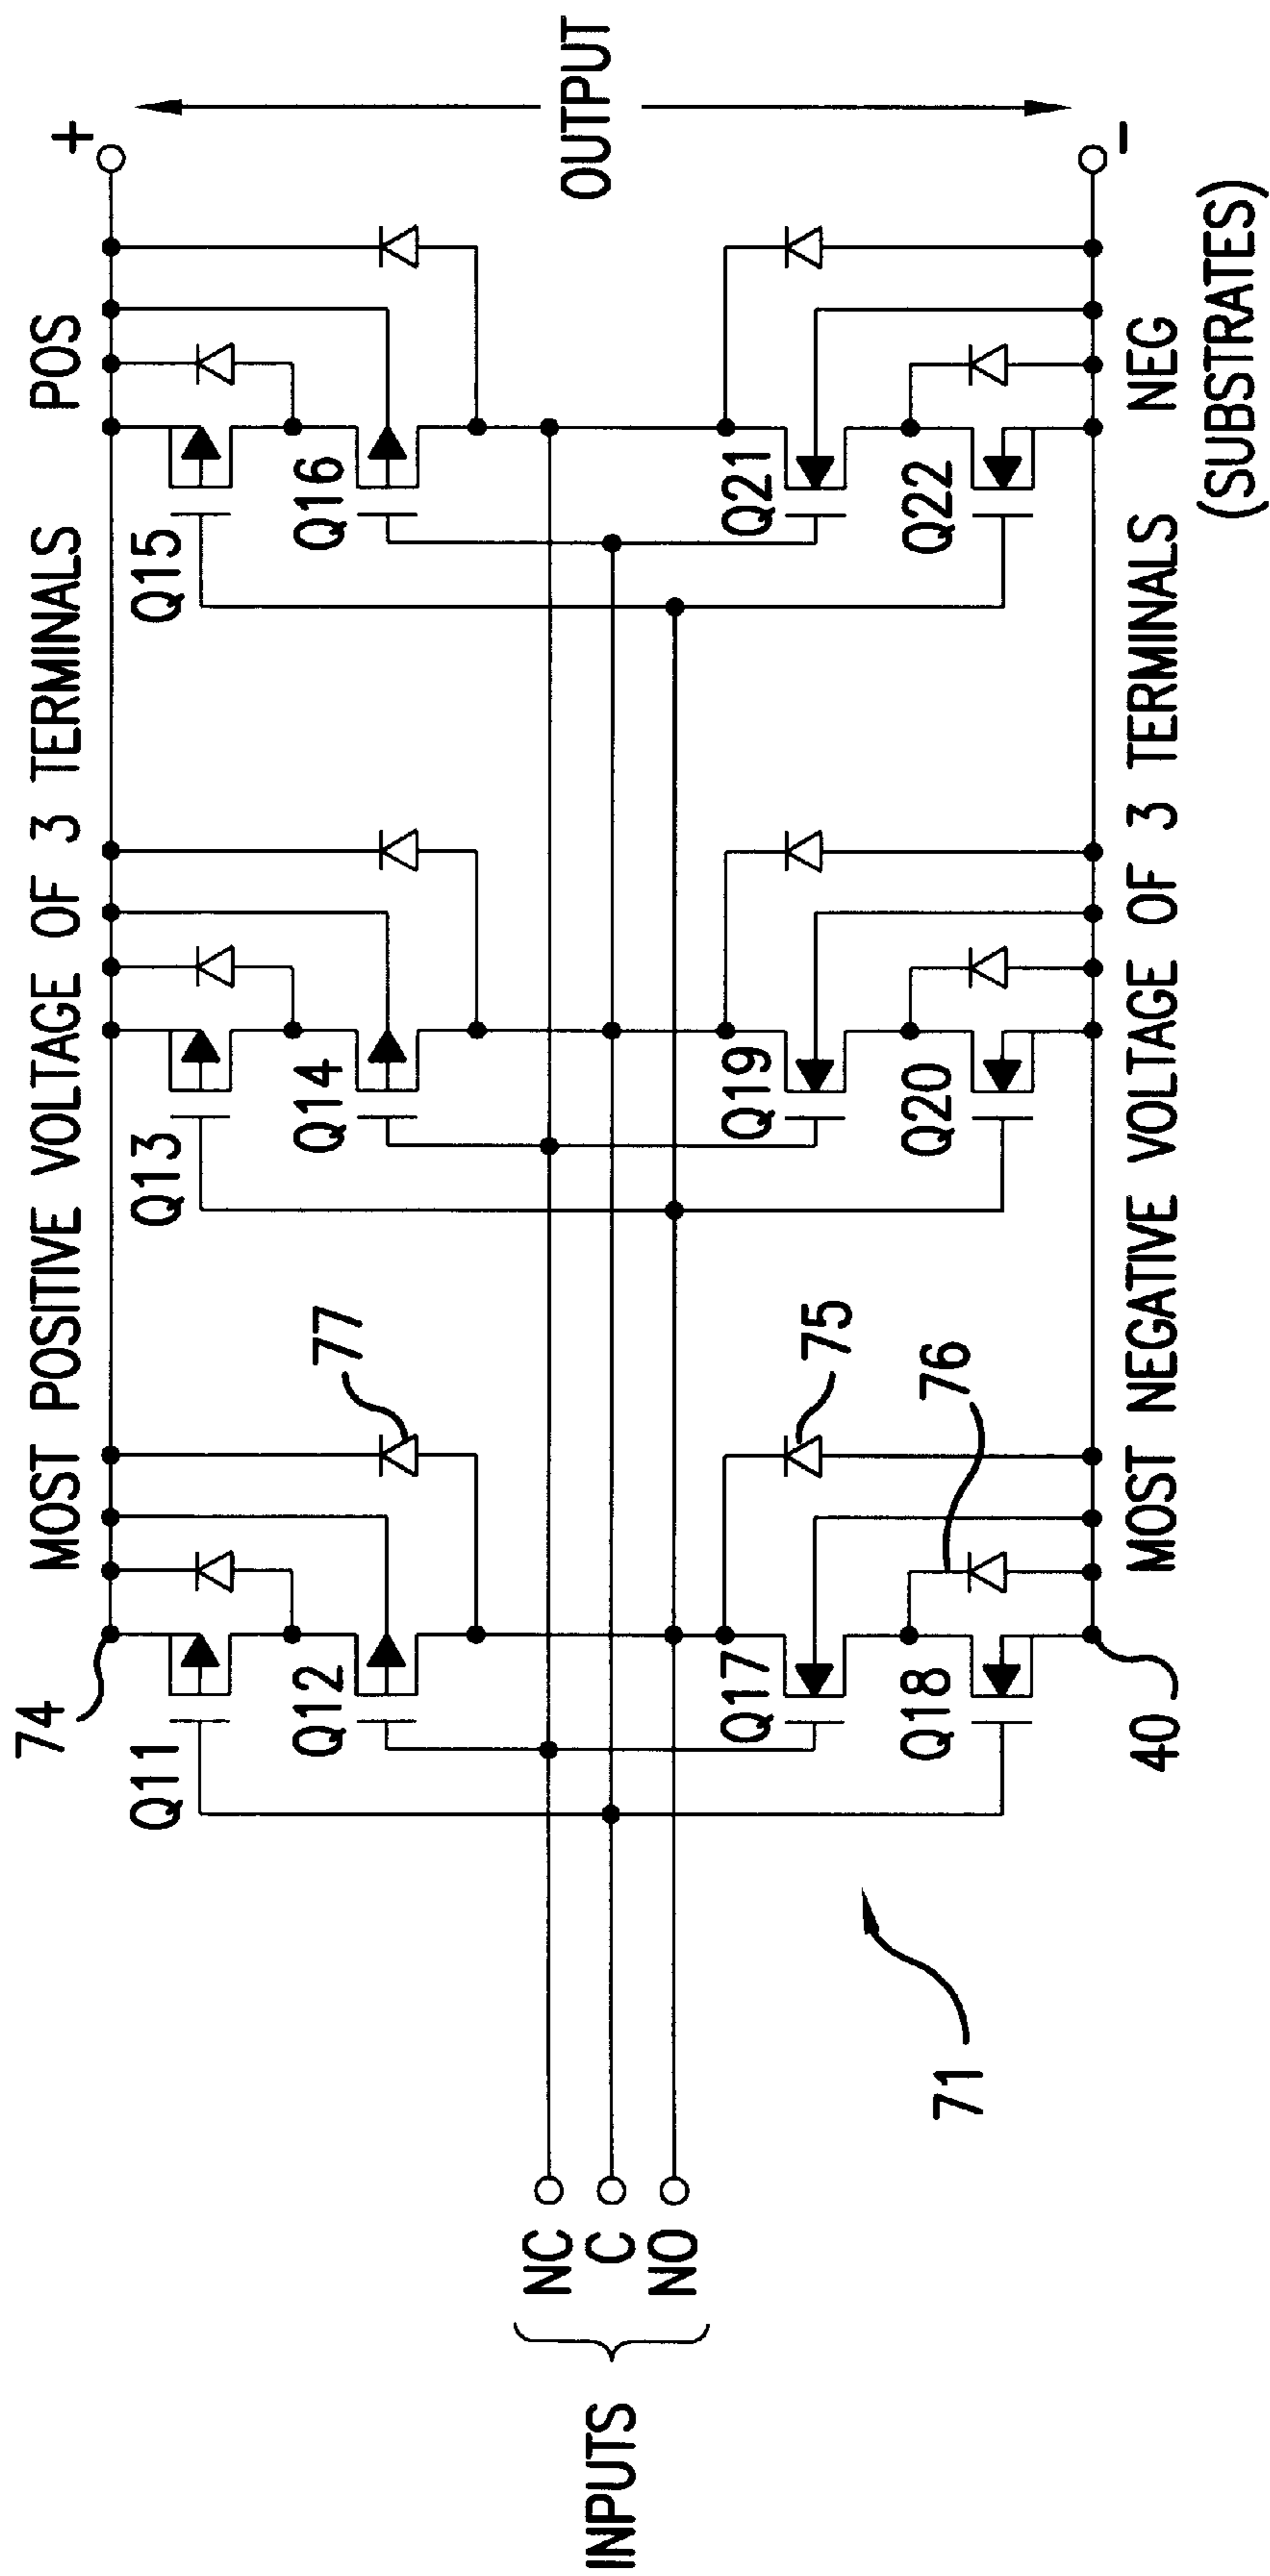 MOST POSITIVE VOLTAGE OF 3 TERMINALS POS
+
74
Q11
Q12
77
Q13
Q14
Q15
Q16
INPUTS
NC
C
NO
OUTPUT
Q17
Q18
75
76
Q19
Q20
Q21
Q22
71
40
–
MOST NEGATIVE VOLTAGE OF 3 TERMINALS NEG
(SUBSTRATES)